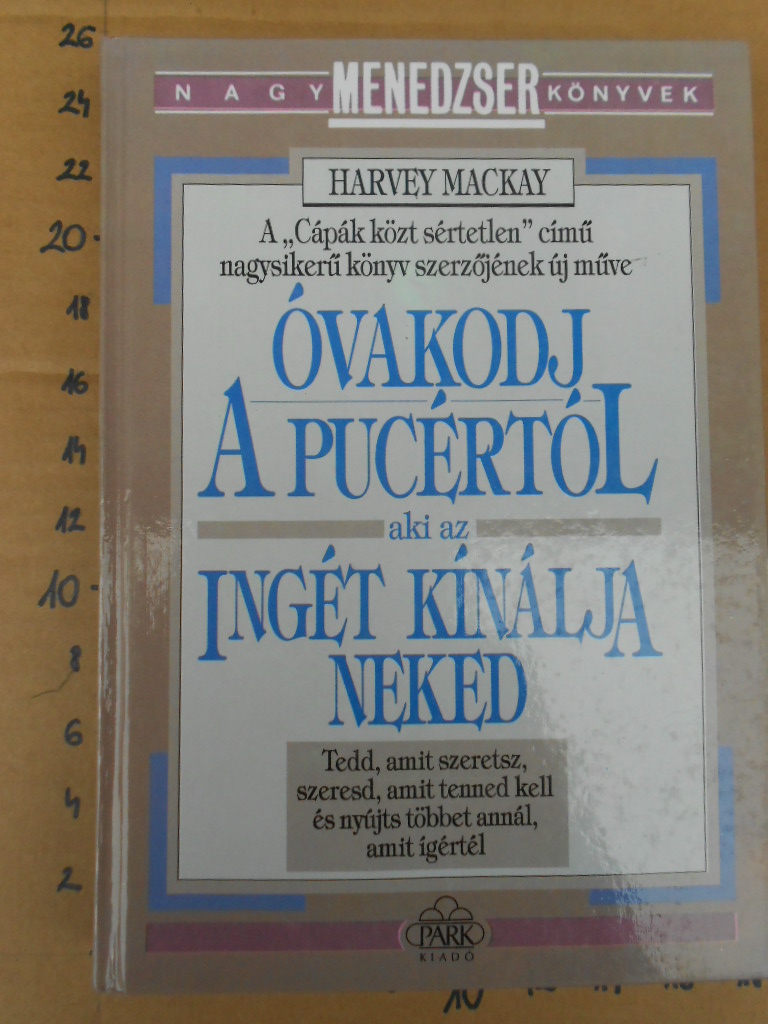 26
24
22
20
18
16
14
12
10
8
6
4
2
NAGY MENEDZSER KÖNYVEK
HARVEY MACKAY
A „Cápák közt sértetlen” című
nagysikerű könyv szerzőjének új műve
ÓVAKODJ
A PUCÉRTÓL
aki az
INGÉT KÍNÁLJA
NEKED
Tedd, amit szeretsz,
szeresd, amit tenned kell
és nyújts többet annál,
amit ígértél
PARK
KIADÓ
10